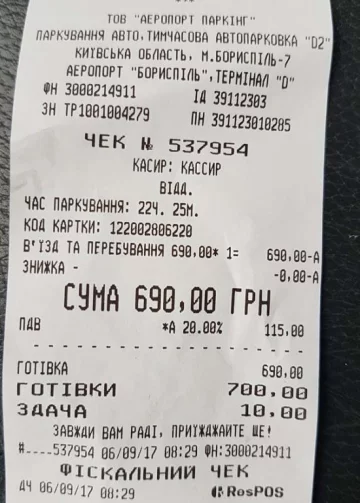 ТОВ "АЕРОПОРТ ПАРКІНГ"
ПАРКУВАННЯ АВТО.ТИМЧАСОВА АВТОПАРКОВКА "D2"
КИЇВСЬКА ОБЛАСТЬ, М.БОРИСПІЛЬ-7
АЕРОПОРТ "БОРИСПІЛЬ", ТЕРМІНАЛ "D"
ФН 3000214911 ІД 39112303
ЗН ТР1001004279 ПН 391123010205
ЧЕК № 537954
КАСИР: КАССИР
ВІДД.
ЧАС ПАРКУВАННЯ: 22Ч. 25М.
КОД КАРТКИ: 122002806220
В'ЇЗД ТА ПЕРЕБУВАННЯ 690,00* 1= 690,00-А
ЗНИЖКА - -0,00-А
СУМА 690,00 ГРН
ПДВ *А 20.00% 115,00
ГОТІВКА 690,00
ГОТІВКИ 700,00
ЗДАЧА 10,00
ЗАВЖДИ ВАМ РАДІ, ПРИЇЖДЖАЙТЕ ЩЕ!
#....537954 06/09/17 08:29 ФН:3000214911
ФІСКАЛЬНИЙ ЧЕК
ДЧ 06/09/17 08:29 RosPOS